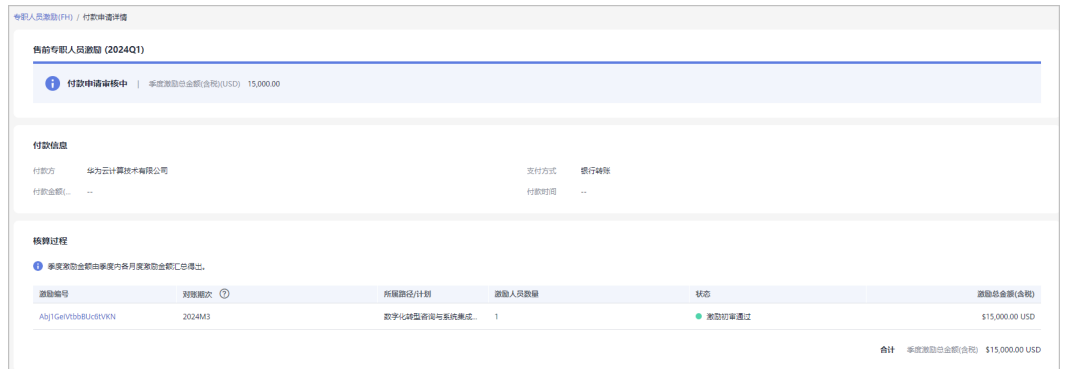 专职人员激励(FH) / 付款申请详情
售前专职人员激励 (2024Q1)
付款申请审核中 | 季度激励总金额(含税)(USD) 15,000.00
付款信息
付款方 华为云计算技术有限公司 支付方式 银行转账
付款金额(... -- 付款时间 --
核算过程
季度激励金额由季度内各月度激励金额汇总得出。
激励编号 对账期次 所属路径/计划 激励人员数量 状态 激励总金额(含税)
AbJ1GeIVtbbBUc6tVKN 2024M3 数字化转型咨询与系统集成... 1 激励初审通过 $15,000.00 USD
合计 季度激励总金额(含税) $15,000.00 USD